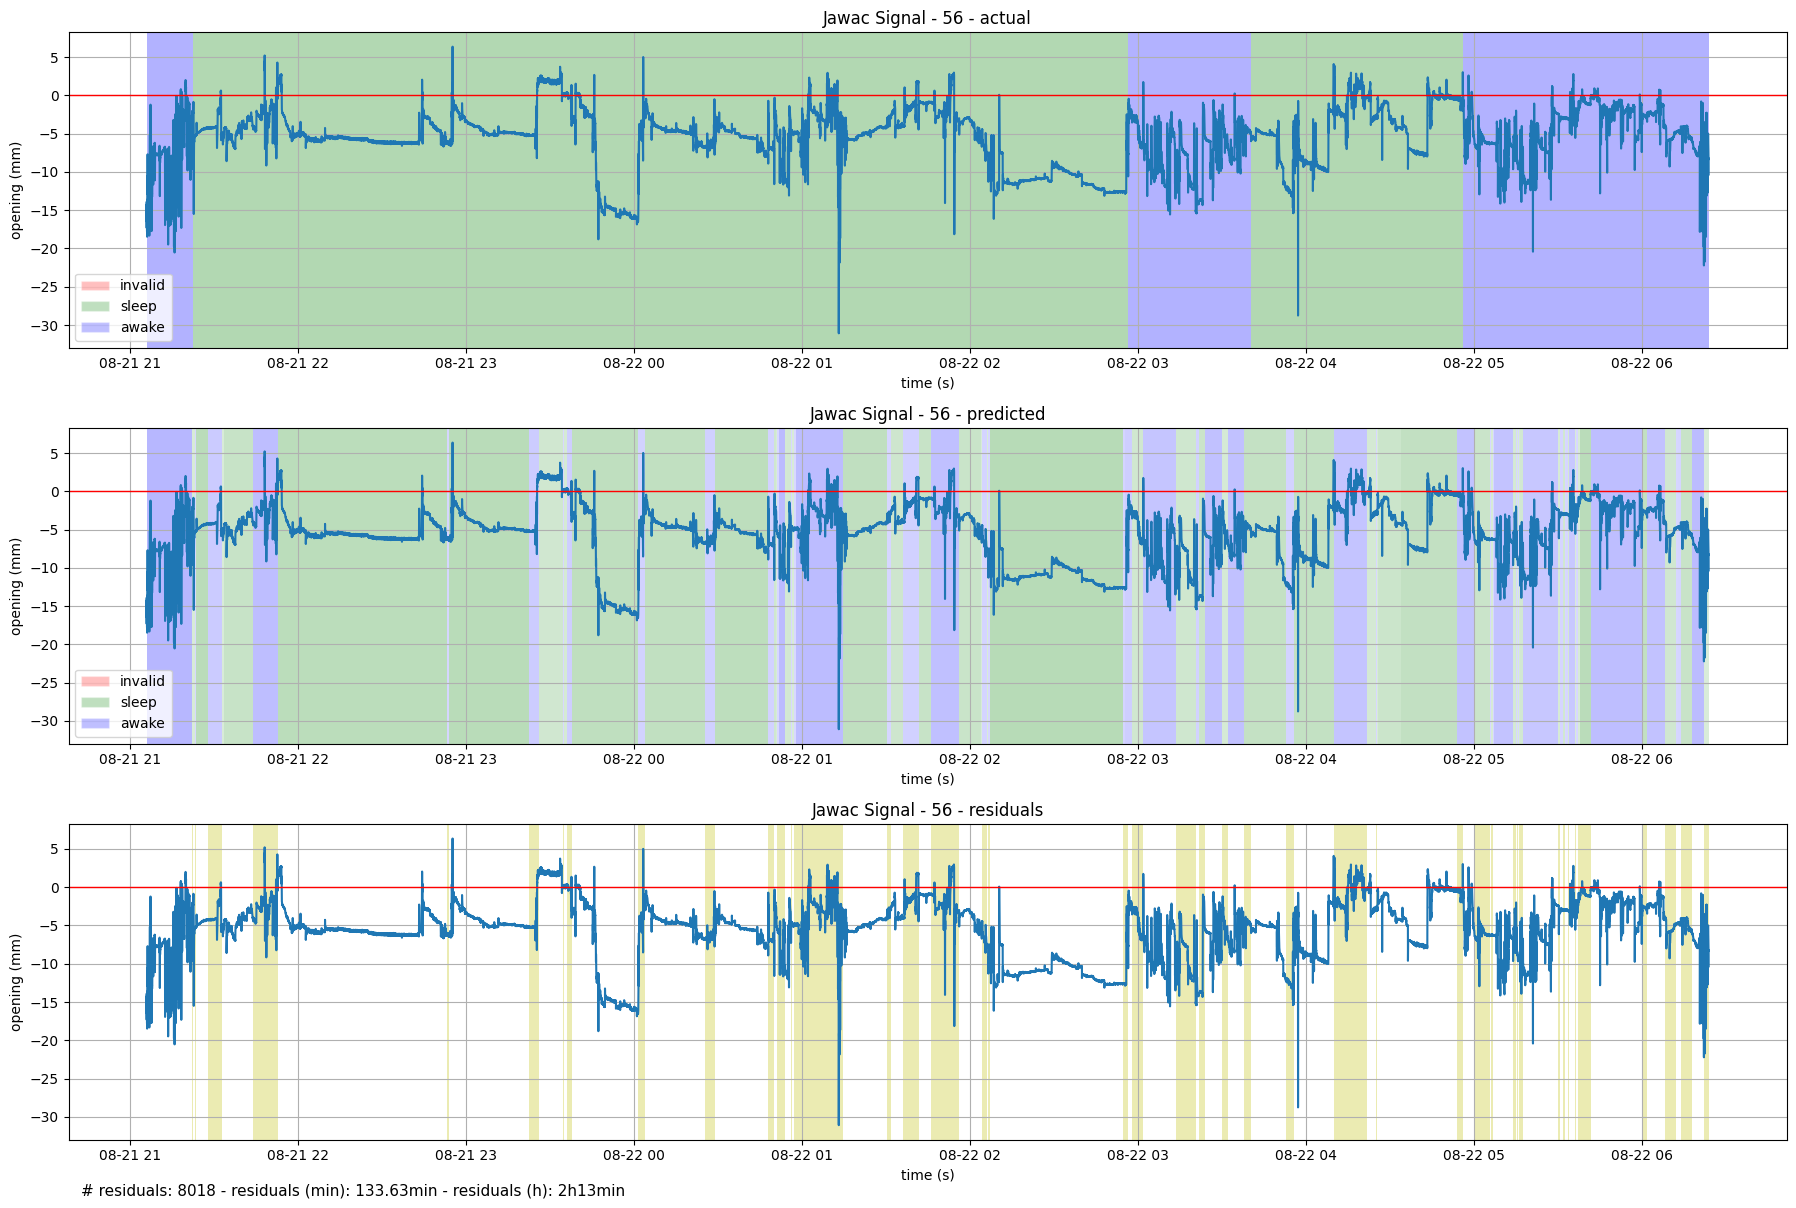 Jawac Signal - 56 - actual
opening (mm)
5
0
−5
−10
−15
−20
−25
−30
invalid
sleep
awake
08-21 21 08-21 22 08-21 23 08-22 00 08-22 01 08-22 02 08-22 03 08-22 04 08-22 05 08-22 06
time (s)
Jawac Signal - 56 - predicted
opening (mm)
5
0
−5
−10
−15
−20
−25
−30
invalid
sleep
awake
08-21 21 08-21 22 08-21 23 08-22 00 08-22 01 08-22 02 08-22 03 08-22 04 08-22 05 08-22 06
time (s)
Jawac Signal - 56 - residuals
opening (mm)
5
0
−5
−10
−15
−20
−25
−30
08-21 21 08-21 22 08-21 23 08-22 00 08-22 01 08-22 02 08-22 03 08-22 04 08-22 05 08-22 06
time (s)
# residuals: 8018 - residuals (min): 133.63min - residuals (h): 2h13min